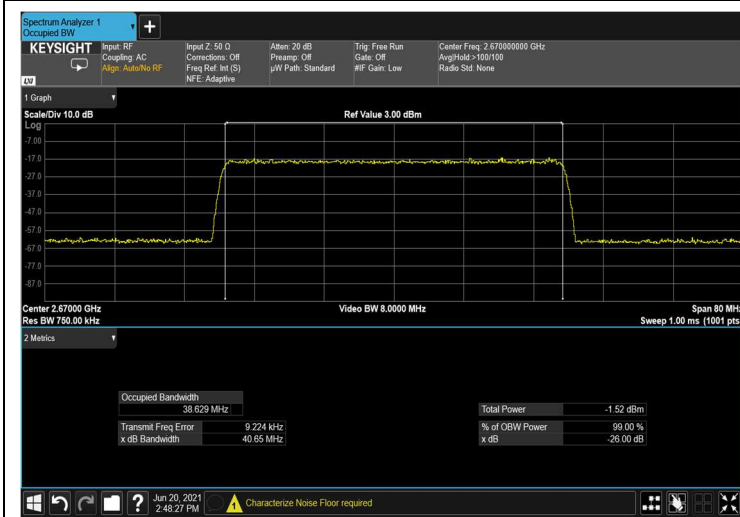 Spectrum Analyzer 1
Occupied BW
+
KEYSIGHT
Input: RF
Coupling: AC
Align: Auto/No RF
Input Z: 50 Ω
Corrections: Off
Freq Ref: Int (S)
NFE: Adaptive
Atten: 20 dB
Preamp: Off
µW Path: Standard
Trig: Free Run
Gate: Off
#IF Gain: Low
Center Freq: 2.670000000 GHz
Avg|Hold:>100/100
Radio Std: None
LXI
1 Graph
Scale/Div 10.0 dB
Ref Value 3.00 dBm
Log
-7.00
-17.0
-27.0
-37.0
-47.0
-57.0
-67.0
-77.0
-87.0
Center 2.67000 GHz
Video BW 8.0000 MHz
Span 80 MHz
Res BW 750.00 kHz
Sweep 1.00 ms (1001 pts
2 Metrics
Occupied Bandwidth
38.629 MHz
Transmit Freq Error 9.224 kHz
x dB Bandwidth 40.65 MHz
Total Power -1.52 dBm
% of OBW Power 99.00 %
x dB -26.00 dB
?
Jun 20, 2021
2:48:27 PM
1
Characterize Noise Floor required